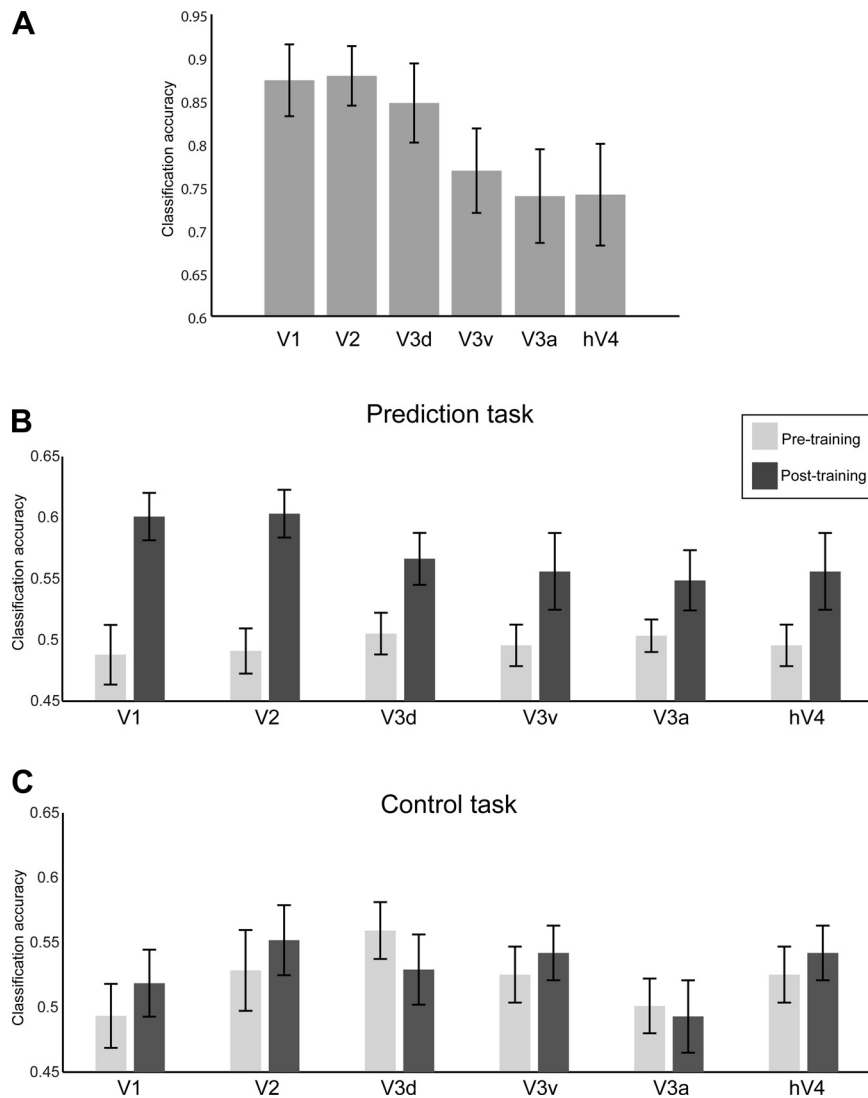 A
Classification accuracy
0.95
0.9
0.85
0.8
0.75
0.7
0.65
0.6
V1 V2 V3d V3v V3a hV4
B
Prediction task
Pre-training
Post-training
Classification accuracy
0.65
0.6
0.55
0.5
0.45
V1 V2 V3d V3v V3a hV4
C
Control task
Classification accuracy
0.65
0.6
0.55
0.5
0.45
V1 V2 V3d V3v V3a hV4